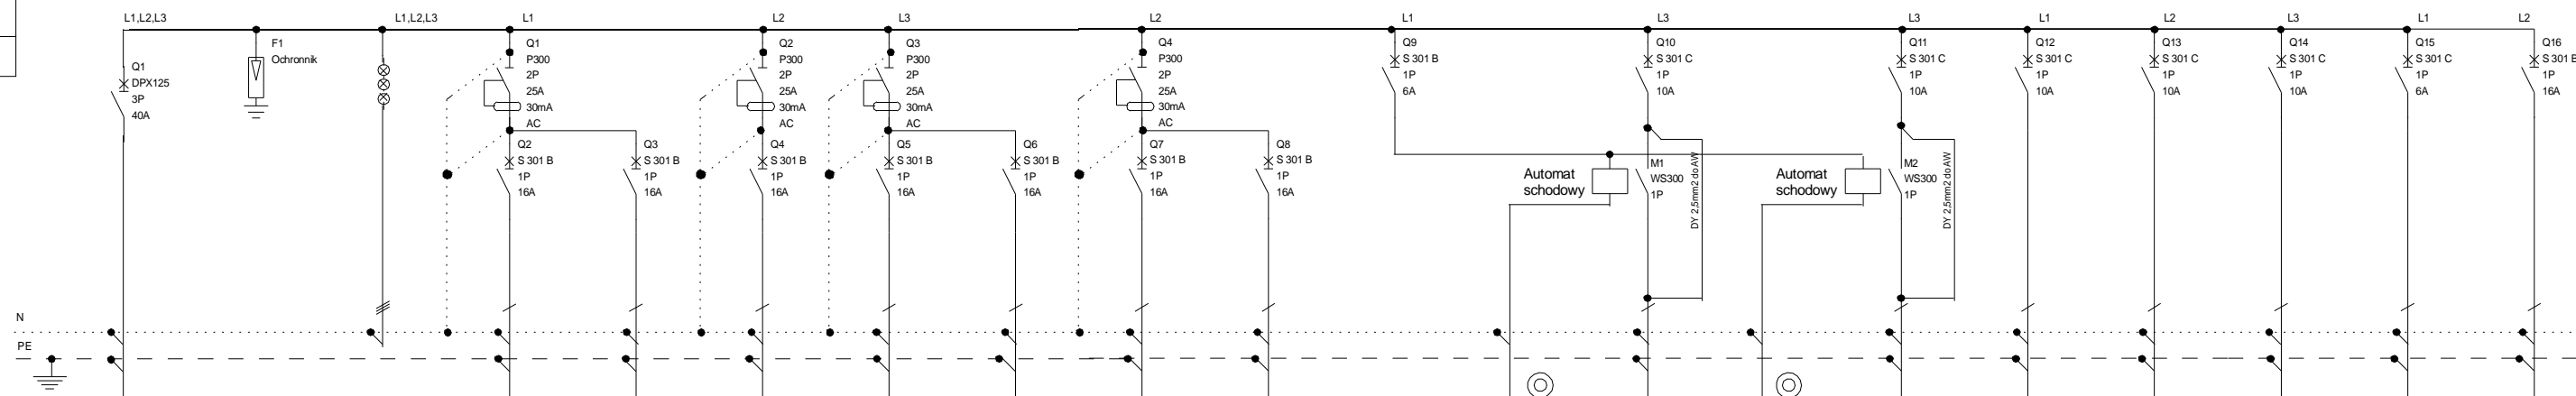 L1,L2,L3
Q1
DPX125
3P
40A
F1
Ochronnik
L1,L2,L3
L1
Q1
P300
2P
25A
30mA
AC
Q2
S 301 B
1P
16A
Q3
S 301 B
1P
16A
L2
Q2
P300
2P
25A
30mA
AC
Q4
S 301 B
1P
16A
L3
Q3
P300
2P
25A
30mA
AC
Q5
S 301 B
1P
16A
Q6
S 301 B
1P
16A
L2
Q4
P300
2P
25A
30mA
AC
Q7
S 301 B
1P
16A
Q8
S 301 B
1P
16A
L1
Q9
S 301 B
1P
6A
Automat
schodowy
L3
Q10
S 301 C
1P
10A
M1
WS300
1P
DY 2,5mm2 do AW
Automat
schodowy
L3
Q11
S 301 C
1P
10A
M2
WS300
1P
DY 2,5mm2 do AW
L1
Q12
S 301 C
1P
10A
L2
Q13
S 301 C
1P
10A
L3
Q14
S 301 C
1P
10A
L1
Q15
S 301 C
1P
6A
L2
Q16
S 301 B
1P
16A
N
PE